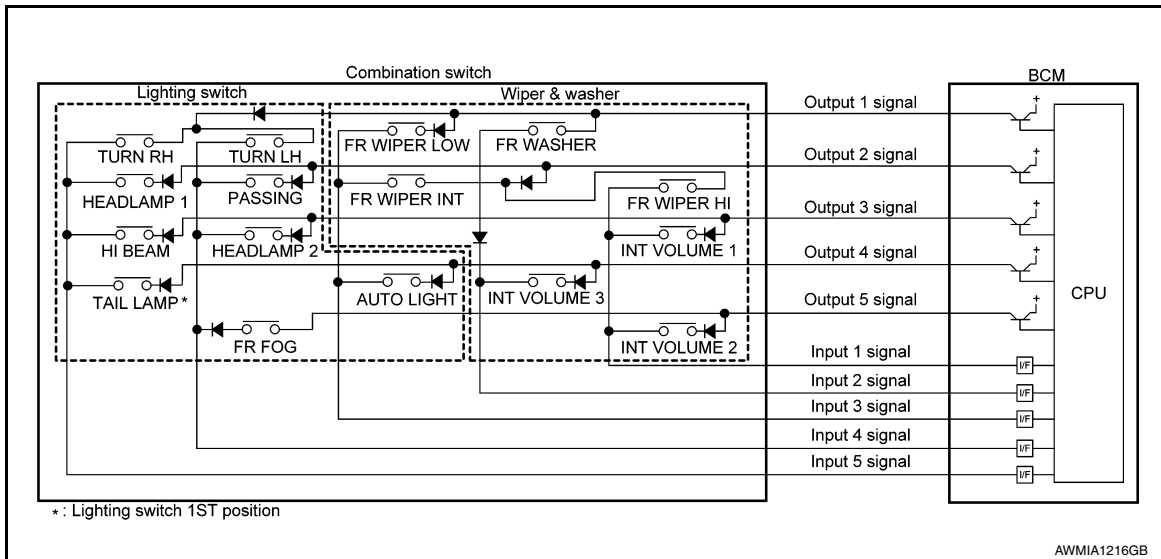 Combination switch
BCM
Lighting switch
Wiper & washer
Output 1 signal
+
TURN RH
TURN LH
FR WIPER LOW
FR WASHER
Output 2 signal
+
HEADLAMP 1
PASSING
FR WIPER INT
FR WIPER HI
Output 3 signal
+
HI BEAM
HEADLAMP 2
INT VOLUME 1
Output 4 signal
+
TAIL LAMP*
AUTO LIGHT
INT VOLUME 3
CPU
Output 5 signal
+
FR FOG
INT VOLUME 2
Input 1 signal
I/F
Input 2 signal
I/F
Input 3 signal
I/F
Input 4 signal
I/F
Input 5 signal
I/F
* : Lighting switch 1ST position
AWMIA1216GB